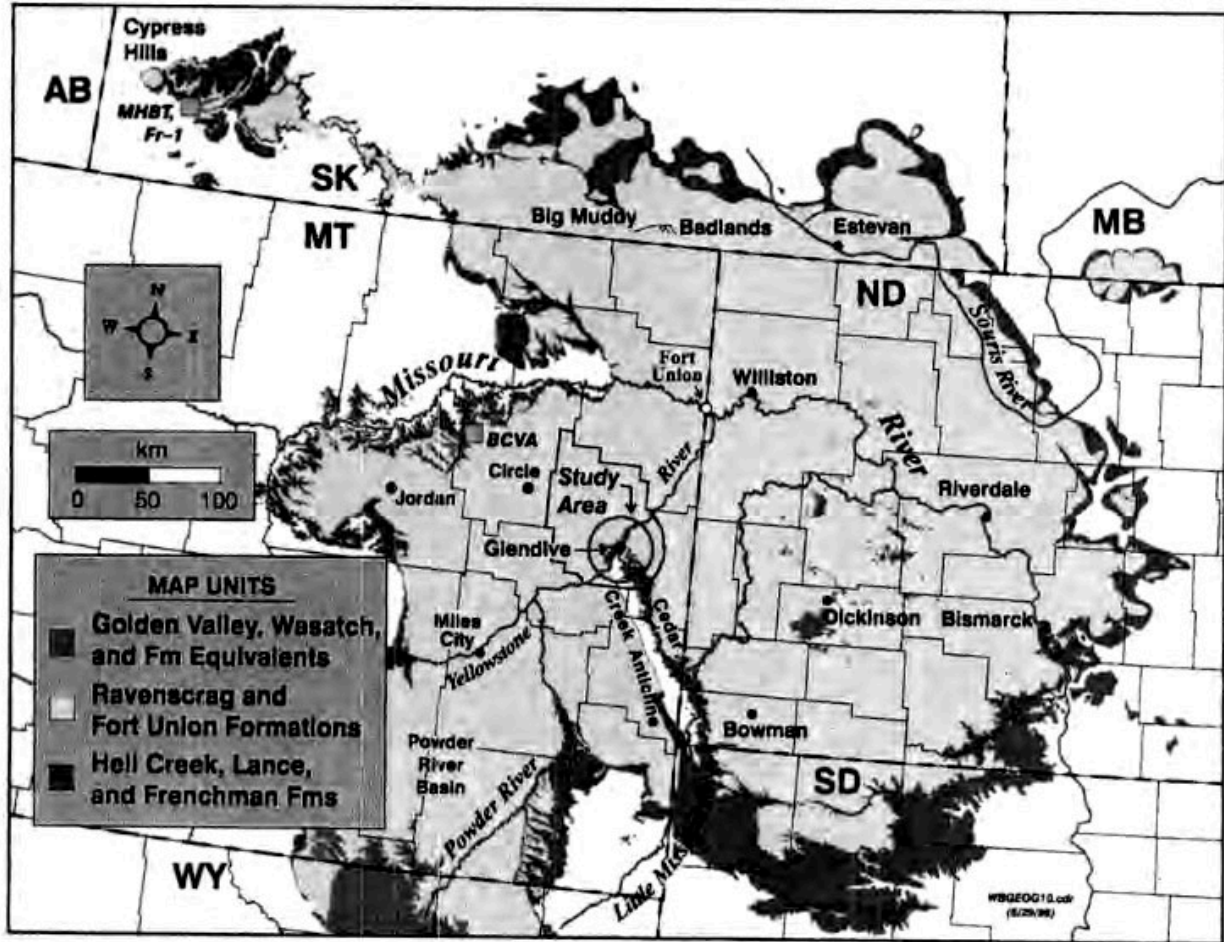 Cypress
Hills
AB
MHBT,
Fr-1
SK
MT
Big Muddy
Badlands
Estevan
MB
ND
N
W
S
Souris River
Missouri
Fort
Union
Williston
River
River
BCVA
Circle
Study
Area
Jordan
Riverdale
km
0 50 100
Glendive
Dickinson
Bismarck
Miles
City
Yellowstone
Creek Anticline
Cedar
Bowman
MAP UNITS
Golden Valley, Wasatch,
and Fm Equivalents
Ravenscrag and
Fort Union Formations
Hell Creek, Lance,
and Frenchman Fms
Powder
River
Basin
Powder River
SD
WY
Little Miss
WBGEOG10.cdr